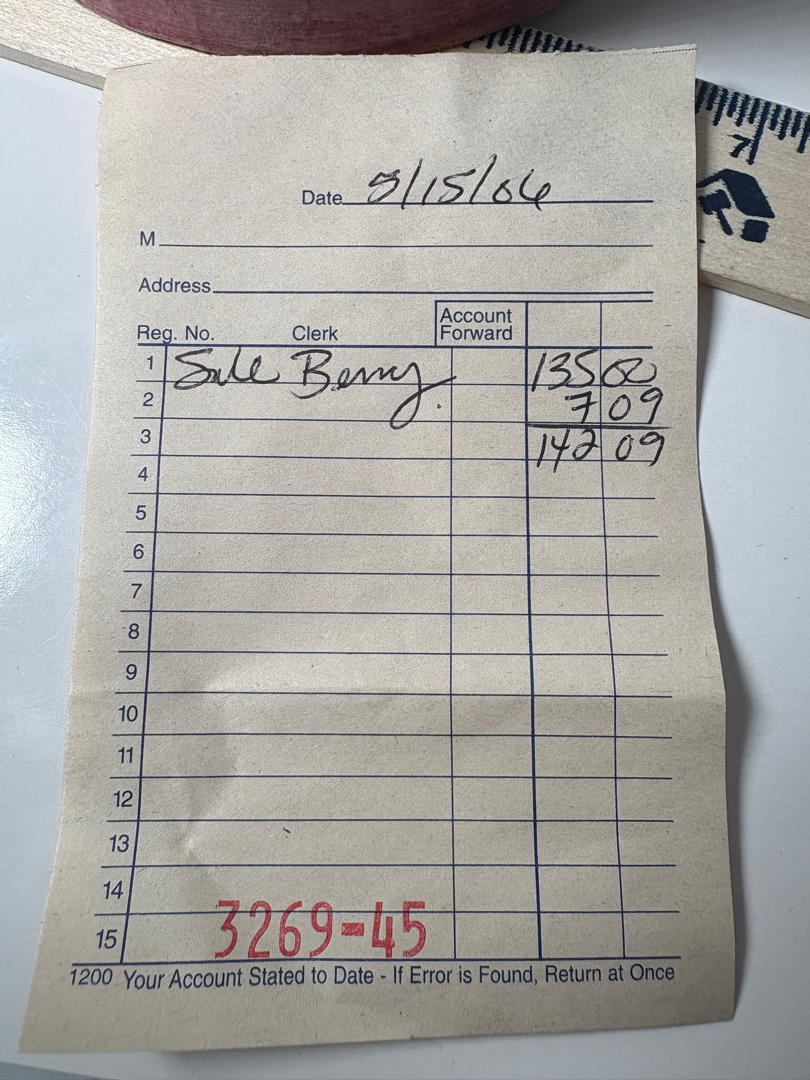 Date 5/15/06
M
Address
Account Forward
Reg. No. Clerk
1 Sale Berry 135 00
2 7 09
3 142 09
4
5
6
7
8
9
10
11
12
13
14
15
3269-45
1200 Your Account Stated to Date - If Error is Found, Return at Once